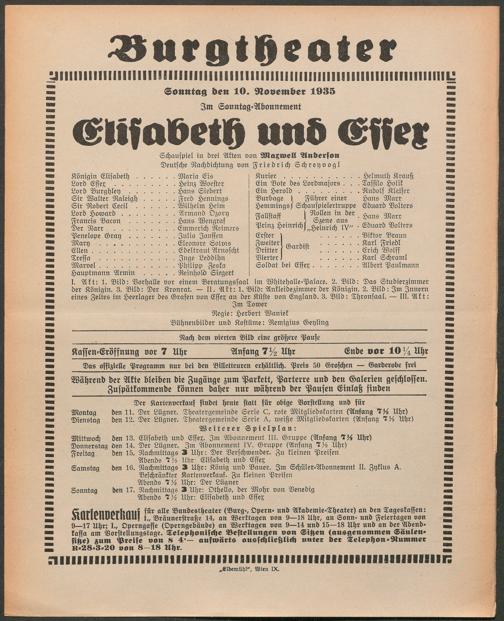 Burgtheater
Sonntag den 10. November 1935
Im Sonntag-Abonnement
Elisabeth und Essex
Schauspiel in drei Akten von Maxwell Anderson
Deutsche Nachdichtung von Friedrich Schreyvogl
Königin Elisabeth . . . . Maria Eis
Lord Essex . . . . Heinz Woester
Lord Burghley . . . . Hans Siebert
Sir Walter Raleigh . . . . Fred Hennings
Sir Robert Cecil . . . . Wilhelm Heim
Lord Howard . . . . Armand Ozory
Francis Bacon . . . . Hans Wengraf
Der Narr . . . . Emmerich Reimers
Penelope Gray . . . . Julia Janssen
Mary . . . . Eleonore
Ellen . . . . Edeltraut Arnoscht
Tressa . . . . Inge
Marvel . . . . Philipp Zeska
Hauptmann Armin . . . . Reinhold Siegert
Kurier . . . . Helmuth Krauß
Ein Bote des Lordmajors . . . . Tassilo Holik
Ein Herold . . . . Rudolf Kleißer
Burbage } Führer einer Hans Marr
Hemmings } Schauspielertruppe Eduard Volters
Falstaff } Rollen in der Szene aus Hans Marr
Prinz Heinrich } „Heinrich IV“ Eduard Volters
Erster } Viktor Braun
Zweiter } Gardist Karl Friedl
Dritter } Erich Wolff
Vierter } Karl Schraml
Soldat bei Essex . . . . Albert Paulmann
I. Akt: 1. Bild: Vorhalle vor einem Beratungssaal im Whitehalle-Palace. 2. Bild: Das Studierzimmer
der Königin. 3. Bild: Der Kronrat. — II. Akt: 1. Bild: Ankleidezimmer der Königin. 2. Bild: Im Innern
eines Zeltes im Heerlager des Grafen von Essex an der Küste von England. 3. Bild: Thronsaal. — III. Akt:
Im Tower
Regie: Herbert Waniek
Bühnenbilder und Kostüme: Remigius Geyling
Nach dem vierten Bild eine größere Pause
Kassen-Eröffnung vor 7 Uhr Anfang 7½ Uhr Ende vor 10¼ Uhr
Das offizielle Programm nur bei den Billetteuren erhältlich. Preis 50 Groschen — Garderobe frei
Während der Akte bleiben die Zugänge zum Parkett, Parterre und den Galerien geschlossen.
Zuspätkommende können daher nur während der Pausen Einlaß finden
Der Kartenverkauf findet heute statt für obige Vorstellung und für
Montag den 11. Der Lügner. Theatergemeinde Serie C, rote Mitgliedskarten (Anfang 7½ Uhr)
Dienstag den 12. Der Lügner. Theatergemeinde Serie A, weiße Mitgliedskarten (Anfang 7½ Uhr)
Weiterer Spielplan:
Mittwoch den 13. Elisabeth und Essex. Im Abonnement III. Gruppe (Anfang 7½ Uhr)
Donnerstag den 14. Der Lügner. Im Abonnement IV. Gruppe (Anfang 7½ Uhr)
Freitag den 15. Nachmittags 3 Uhr: Der Verschwender. Zu kleinen Preisen
Abends 7½ Uhr: Elisabeth und Essex
Samstag den 16. Nachmittags 3 Uhr: König und Bauer. Im Schüler-Abonnement II. Zyklus A.
Beschränkter Kartenverkauf. Zu kleinen Preisen
Abends 7½ Uhr: Der Lügner
Sonntag den 17. Nachmittags 3 Uhr: Othello, der Mohr von Venedig
Abends 7½ Uhr: Elisabeth und Essex
Kartenverkauf für alle Bundestheater (Burg-, Opern- und Akademie-Theater) an den Tageskassen:
I., Bräunerstraße 14, an Werktagen von 9—18 Uhr, an Sonn- und Feiertagen von
9—17 Uhr; I., Operngasse (Operngebäude) an Werktagen von 9—14 und 15—18 Uhr und an der Abend-
kassa am Vorstellungstage. Telephonische Bestellungen von Sitzen (ausgenommen Säulen-
sitze) zum Preise von S 4·— aufwärts ausschließlich unter der Telephon-Nummer
R-28-3-20 von 8—18 Uhr.
„Elbemühl“, Wien IX.